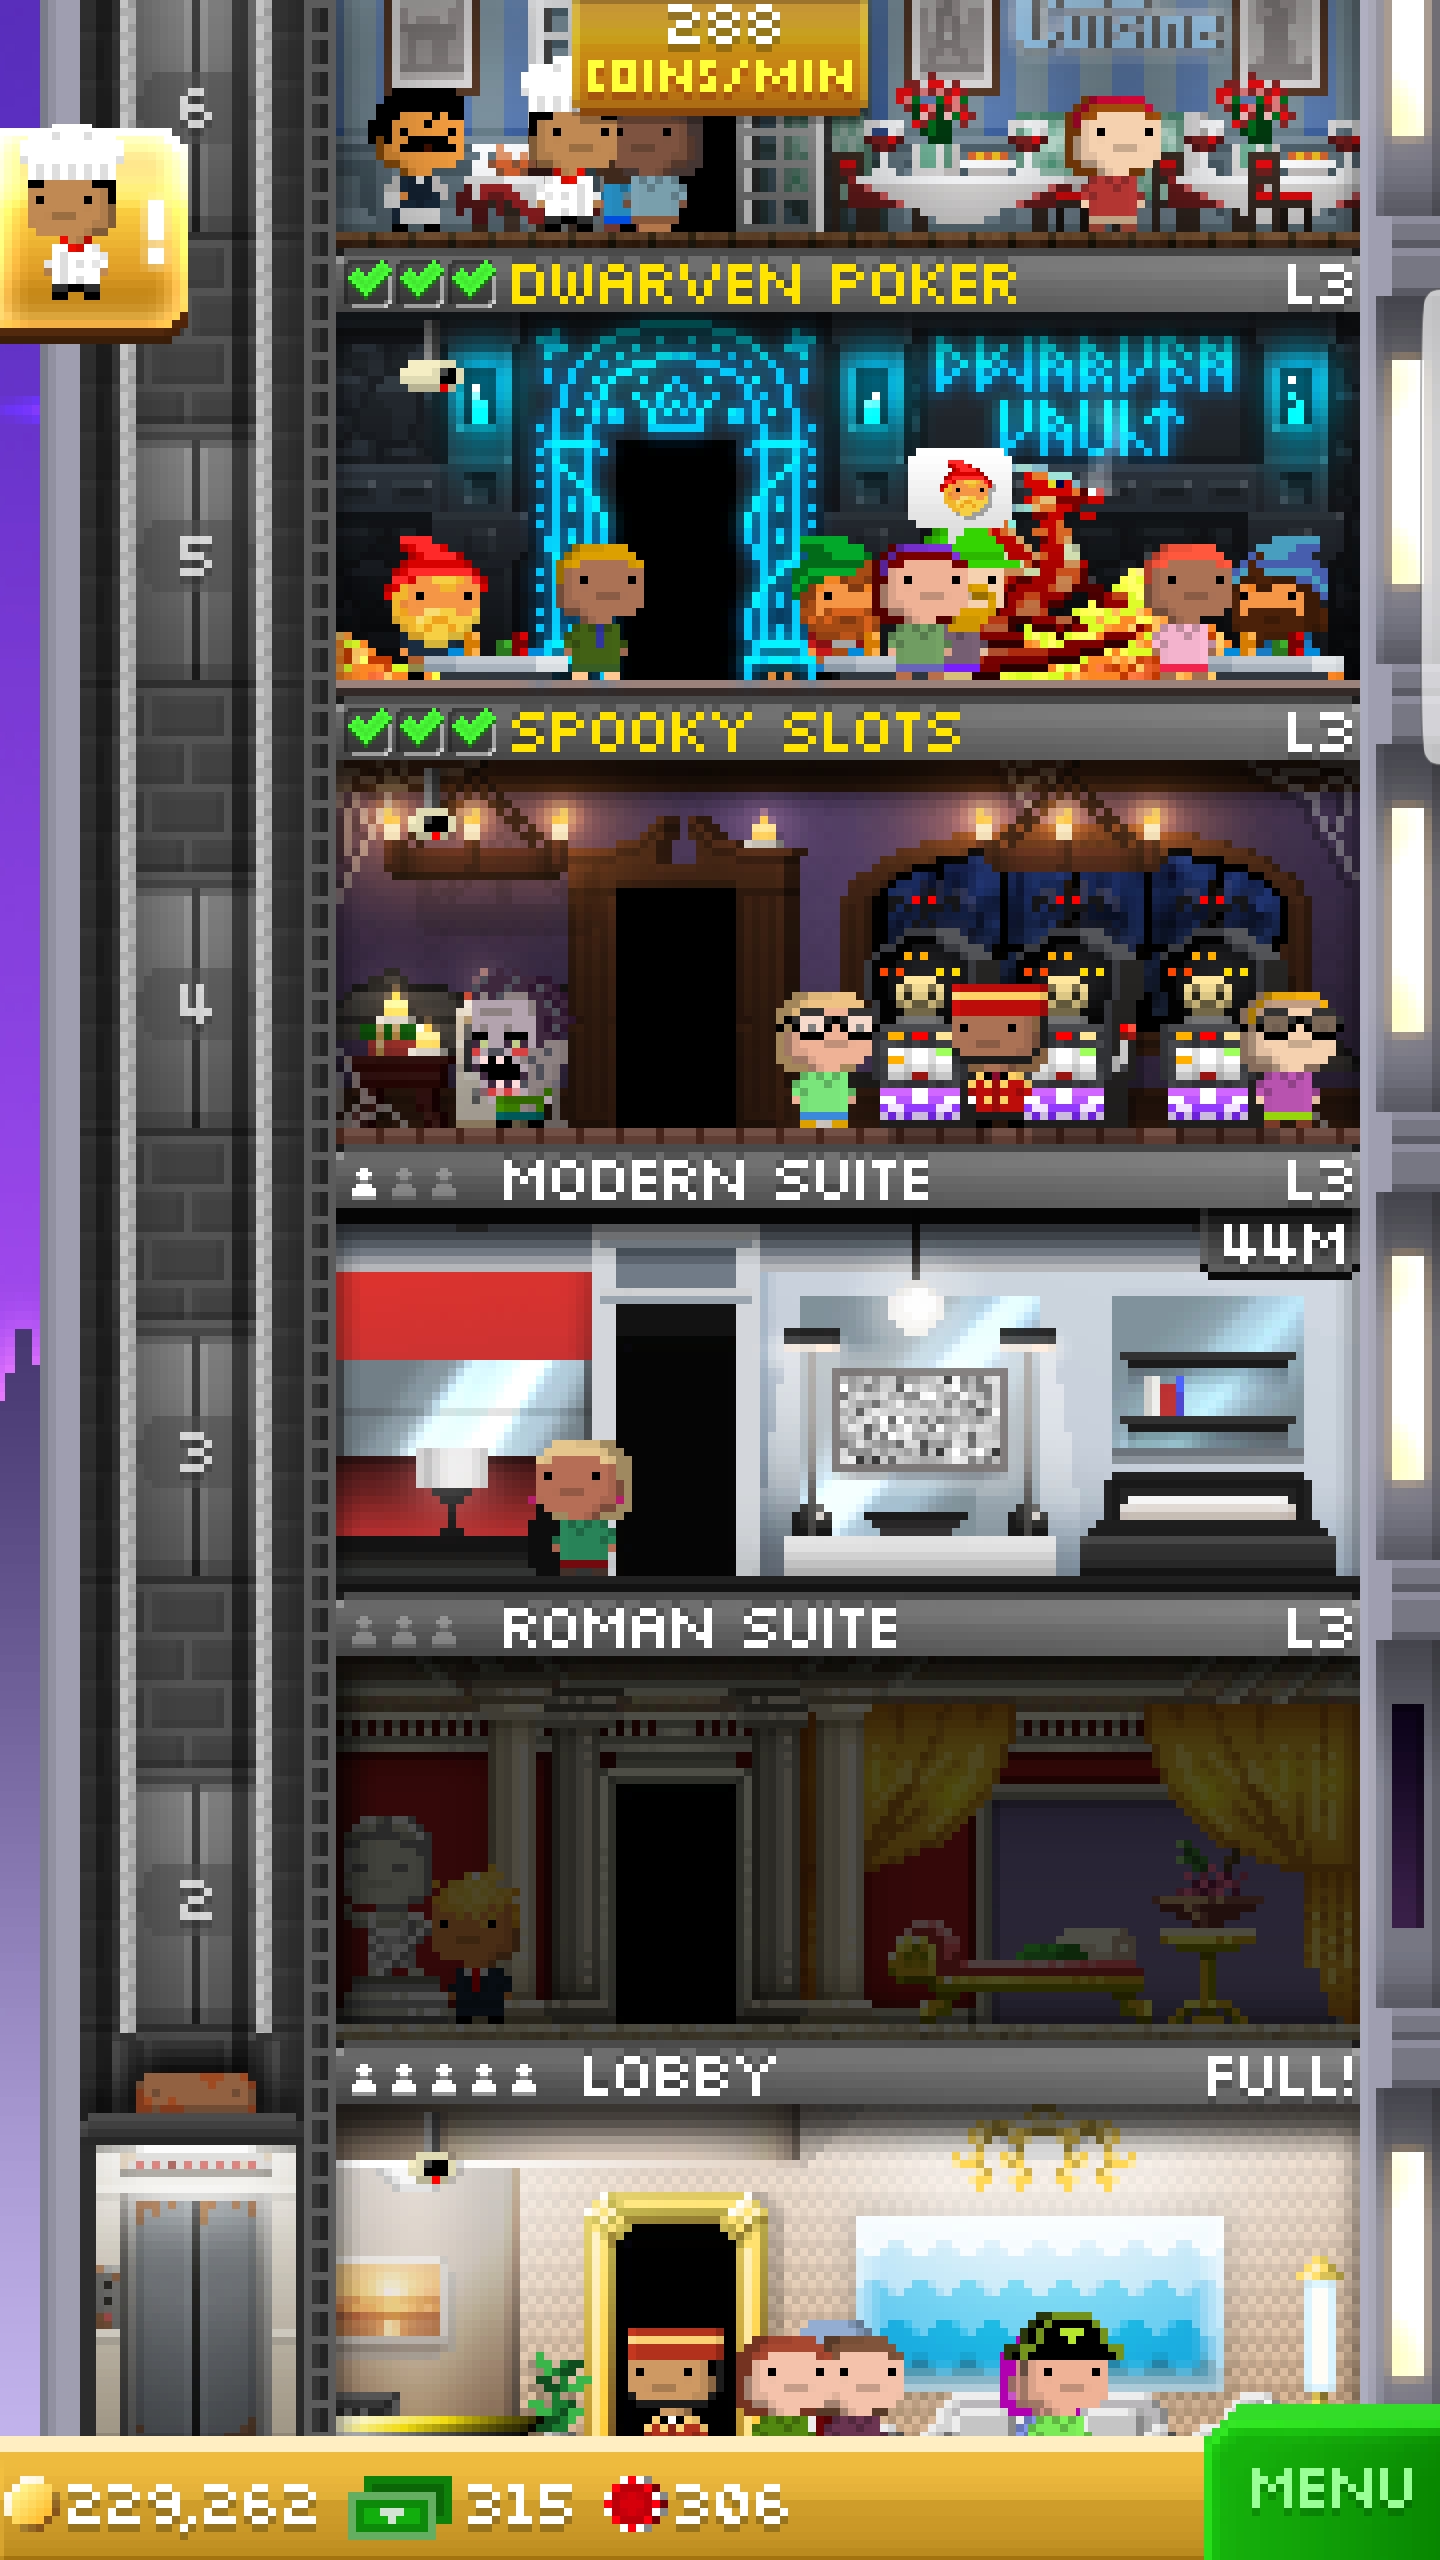 288
COINS/MIN
Cuisine
6
!
DWARVEN POKER L3
DWARVEN
VAULT
5
SPOOKY SLOTS L3
4
MODERN SUITE L3
44M
3
ROMAN SUITE L3
2
LOBBY FULL!
229,262 315 306
MENU